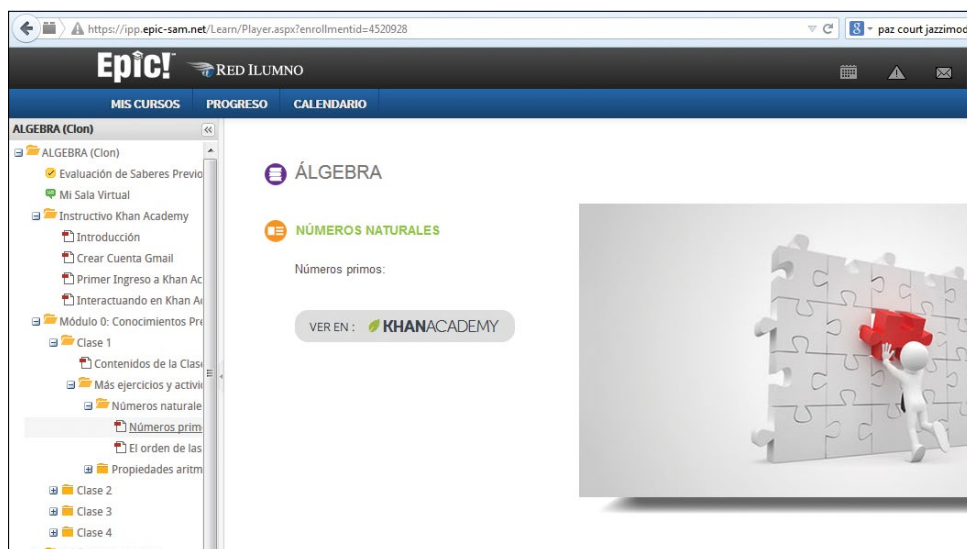 https://ipp.epic-sam.net/Learn/Player.aspx?enrollmentid=4520928
8 paz court jazzimod
Epic! RED ILUMNO
MIS CURSOS PROGRESO CALENDARIO
ALGEBRA (Clon)
ALGEBRA (Clon)
Evaluación de Saberes Previo
Mi Sala Virtual
Instructivo Khan Academy
Introducción
Crear Cuenta Gmail
Primer Ingreso a Khan Ac
Interactuando en Khan A
Módulo 0: Conocimientos Pre
Clase 1
Contenidos de la Clas
Más ejercicios y activi
Números naturale
Números prim
El orden de las
Propiedades aritm
Clase 2
Clase 3
Clase 4
ÁLGEBRA
NÚMEROS NATURALES
Números primos:
VER EN : KHANACADEMY